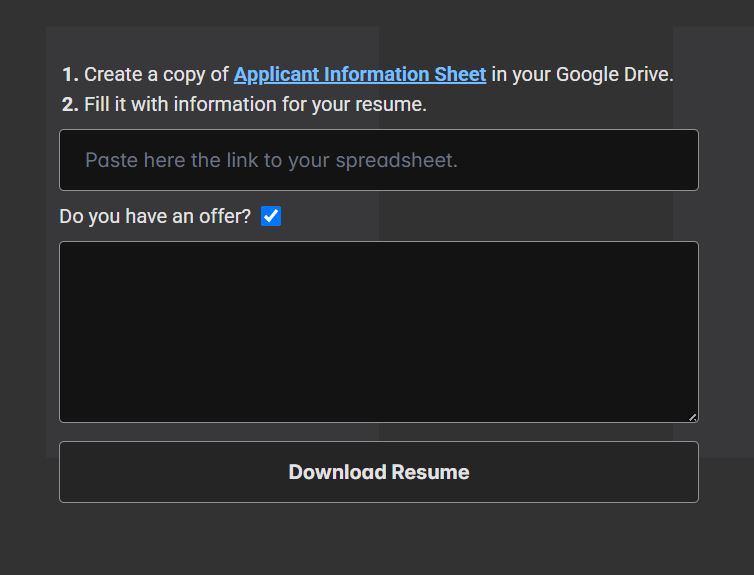 1. Create a copy of Applicant Information Sheet in your Google Drive.
2. Fill it with information for your resume.
Paste here the link to your spreadsheet.
Do you have an offer?
Download Resume